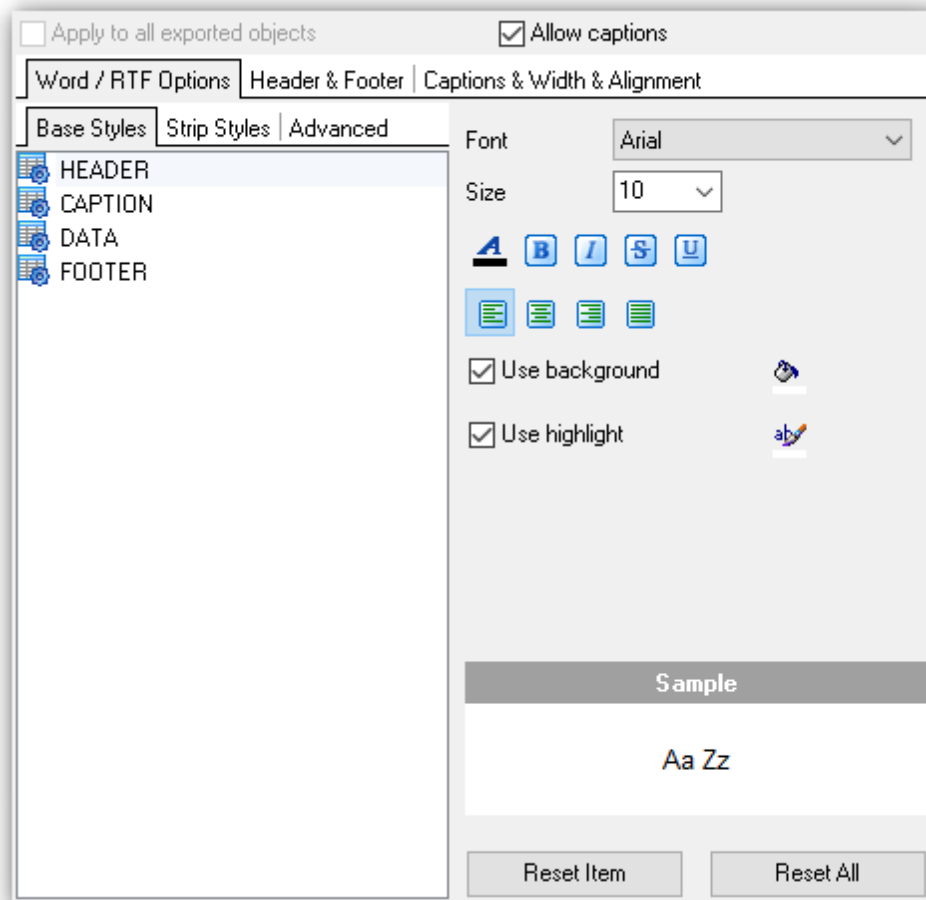 Apply to all exported objects
Allow captions
Word / RTF Options
Header & Footer
Captions & Width & Alignment
Base Styles
Strip Styles
Advanced
HEADER
CAPTION
DATA
FOOTER
Font
Arial
Size
10
A
B
I
S
U
Use background
Use highlight
ab
Sample
Aa Zz
Reset Item
Reset All